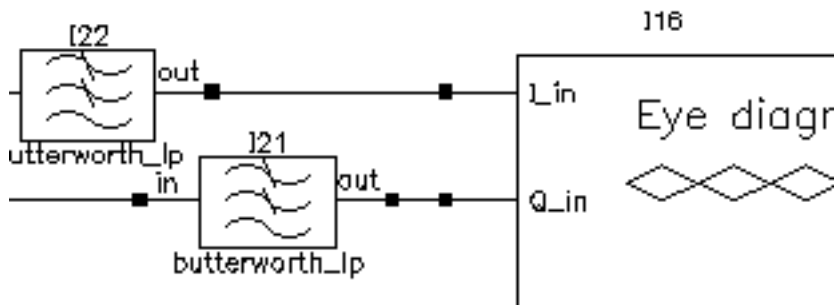 I22
I16
out
I_in
Eye diagr
utterworth_lp
I21
in
out
Q_in
butterworth_lp